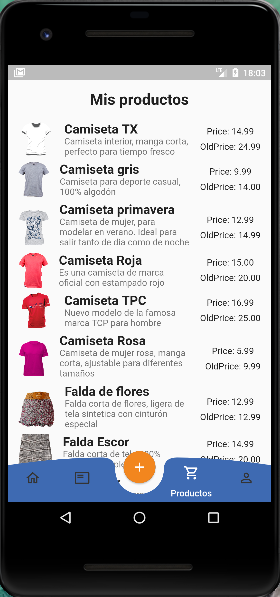 18:03
Mis productos
Camiseta TX
Camiseta interior, manga corta,
perfecto para tiempo fresco
Price: 14.99
OldPrice: 24.99
Camiseta gris
Camiseta para deporte casual,
100% algodón
Price: 9.99
OldPrice: 14.00
Camiseta primavera
Camiseta de mujer, para
modelar en verano. Ideal para
salir tanto de dia como de noche
Price: 12.99
OldPrice: 14.99
Camiseta Roja
Es una camiseta de marca
oficial con estampado rojo
Price: 15.00
OldPrice: 20.00
Camiseta TPC
Nuevo modelo de la famosa
marca TCP para hombre
Price: 16.99
OldPrice: 25.00
Camiseta Rosa
Camiseta de mujer rosa, manga
corta, ajustable para diferentes
tamaños
Price: 5.99
OldPrice: 9.99
Falda de flores
Falda corta de flores, ligera de
tela sintetica con cinturón
especial
Price: 12.99
OldPrice: 12.99
Falda Escor
Falda corta de tela
Price: 14.99
OldPrice: 20.00
Productos